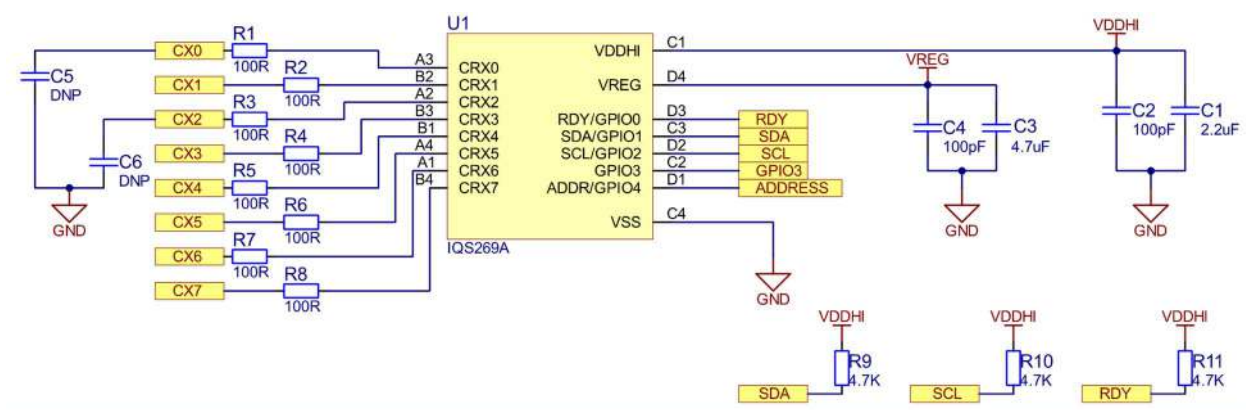 U1
VDDHI
CX0 R1 100R
C5 DNP
CX1 R2 100R
CX2 R3 100R
CX3 R4 100R
C6 DNP
CX4 R5 100R
CX5 R6 100R
CX6 R7 100R
CX7 R8 100R
GND
A3 CRX0
B2 CRX1
A2 CRX2
B3 CRX3
B1 CRX4
A4 CRX5
A1 CRX6
B4 CRX7
VDDHI C1
VREG D4
RDY/GPIO0 D3 RDY
SDA/GPIO1 C3 SDA
SCL/GPIO2 D2 SCL
GPIO3 C2 GPIO3
ADDR/GPIO4 D1 ADDRESS
VSS C4
IQS269A
GND
VREG
C4 100pF
C3 4.7uF
GND
C2 100pF
C1 2.2uF
GND
VDDHI VDDHI VDDHI
R9 4.7K
R10 4.7K
R11 4.7K
SDA SCL RDY